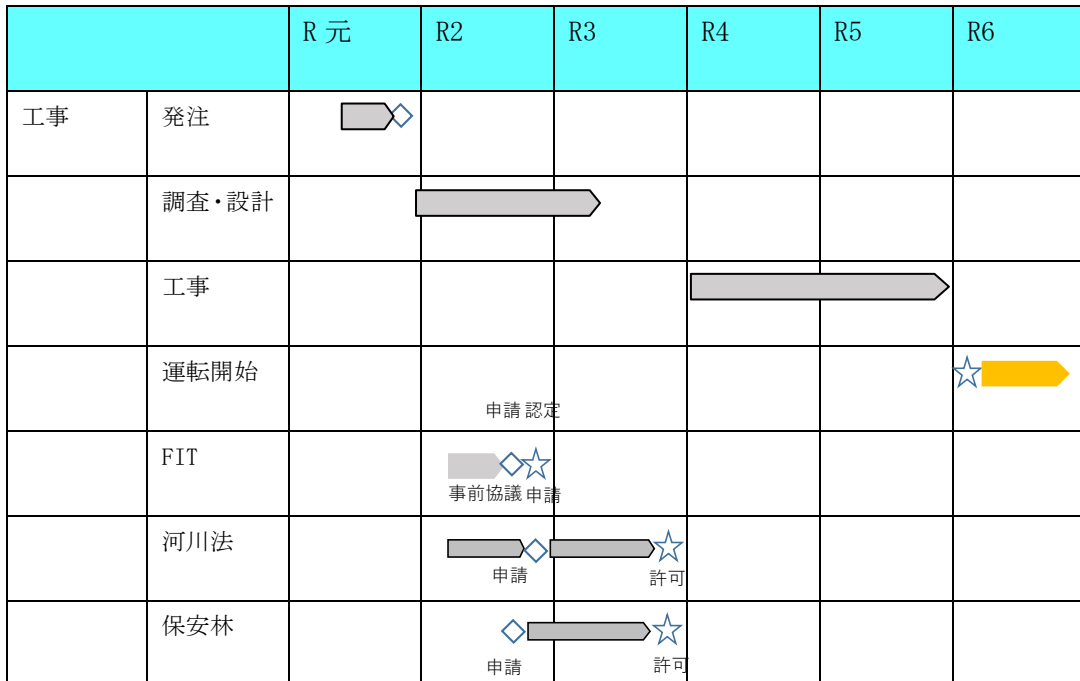 R 元 R2 R3 R4 R5 R6
工事 発注
調査・設計
工事
運転開始
申請 認定
FIT
事前協議 申請
河川法
申請 許可
保安林
申請 許可